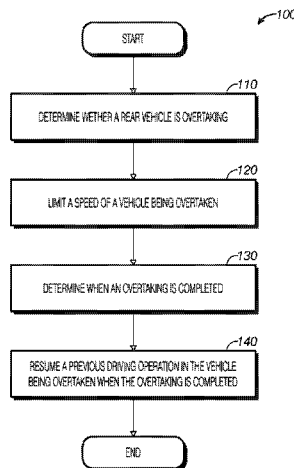 100
START
110
DETERMINE WETHER A REAR VEHICLE IS OVERTAKING
120
LIMIT A SPEED OF A VEHICLE BEING OVERTAKEN
130
DETERMINE WHEN AN OVERTAKING IS COMPLETED
140
RESUME A PREVIOUS DRIVING OPERATION IN THE VEHICLE
BEING OVERTAKEN WHEN THE OVERTAKING IS COMPLETED
END